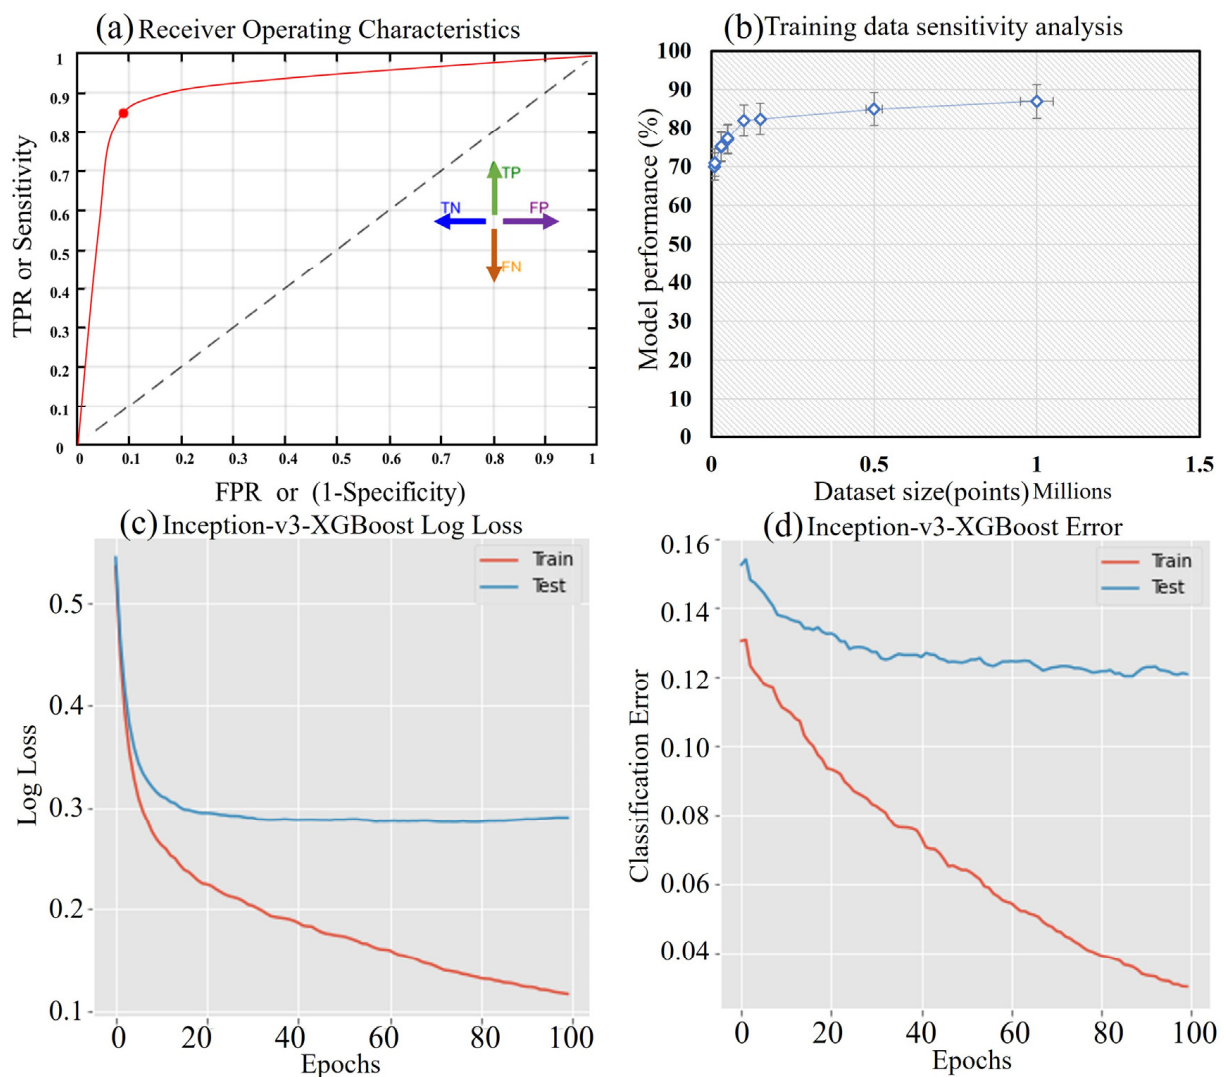 (a) Receiver Operating Characteristics
1
0.9
0.8
0.7
0.6
0.5
0.4
0.3
0.2
0.1
0
TPR or Sensitivity
TP
TN
FP
FN
0 0.1 0.2 0.3 0.4 0.5 0.6 0.7 0.8 0.9 1
FPR or (1-Specificity)
(b) Training data sensitivity analysis
100
90
80
70
60
50
40
30
20
10
0
Model performance (%)
0 0.5 1 1.5
Dataset size(points) Millions
(c) Inception-v3-XGBoost Log Loss
Train
Test
0.5
0.4
0.3
0.2
0.1
Log Loss
0 20 40 60 80 100
Epochs
(d) Inception-v3-XGBoost Error
Train
Test
0.16
0.14
0.12
0.10
0.08
0.06
0.04
Classification Error
0 20 40 60 80 100
Epochs